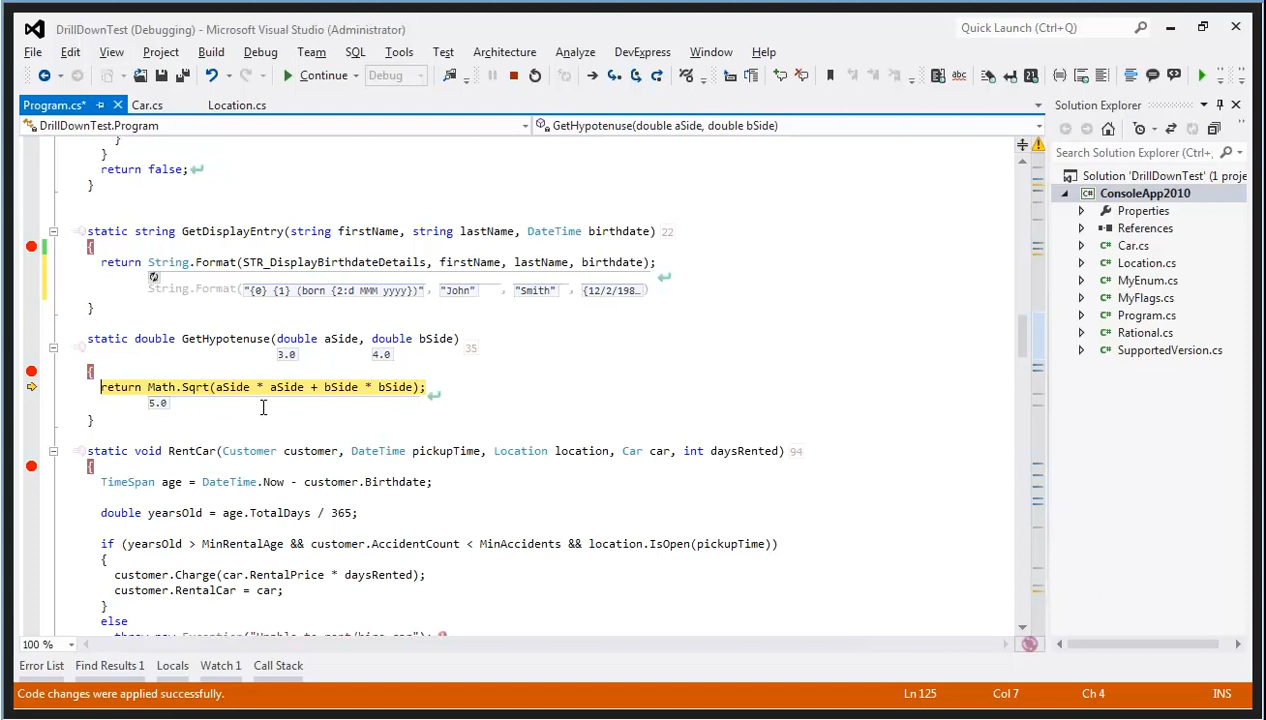 DrillDownTest (Debugging) - Microsoft Visual Studio (Administrator)
Quick Launch (Ctrl+Q)
File Edit View Project Build Debug Team SQL Tools Test Architecture Analyze DevExpress Window Help
Continue Debug
Program.cs* Car.cs Location.cs
DrillDownTest.Program
GetHypotenuse(double aSide, double bSide)
}
}
return false;
}
static string GetDisplayEntry(string firstName, string lastName, DateTime birthdate) 22
{
return String.Format(STR_DisplayBirthdateDetails, firstName, lastName, birthdate);
String.Format("{0} {1} (born {2:d MMM yyyy})", "John" , "Smith" , {12/2/198... )
}
static double GetHypotenuse(double aSide, double bSide) 35
3.0 4.0
{
return Math.Sqrt(aSide * aSide + bSide * bSide);
5.0
}
static void RentCar(Customer customer, DateTime pickupTime, Location location, Car car, int daysRented) 94
{
TimeSpan age = DateTime.Now - customer.Birthdate;
double yearsOld = age.TotalDays / 365;
if (yearsOld > MinRentalAge && customer.AccidentCount < MinAccidents && location.IsOpen(pickupTime))
{
customer.Charge(car.RentalPrice * daysRented);
customer.RentalCar = car;
}
else
throw new Exception("Unable to rent/hire car");
100 %
Solution Explorer
Search Solution Explorer (Ctrl+;
Solution 'DrillDownTest' (1 proje
ConsoleApp2010
Properties
References
Car.cs
Location.cs
MyEnum.cs
MyFlags.cs
Program.cs
Rational.cs
SupportedVersion.cs
Error List Find Results 1 Locals Watch 1 Call Stack
Code changes were applied successfully. Ln 125 Col 7 Ch 4 INS